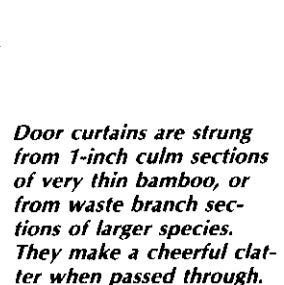 Door curtains are strung
from 1-inch culm sections
of very thin bamboo, or
from waste branch sec-
tions of larger species.
They make a cheerful clat-
ter when passed through.